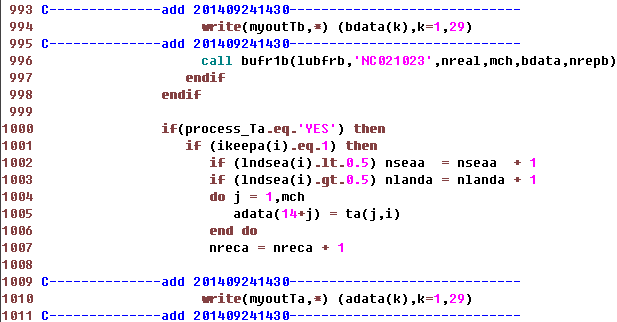 993 C--------------add 201409241430-----------------------------
994                     write(myoutTb,*) (bdata(k),k=1,29)
995 C--------------add 201409241430-----------------------------
996                     call bufr1b(lubfrb,'NC021023',nreal,mch,bdata,nrepb)
997                   endif
998                endif
999
1000                if(process_Ta.eq.'YES') then
1001                   if (ikeepa(i).eq.1) then
1002                      if (lndsea(i).lt.0.5) nseaa  = nseaa  + 1
1003                      if (lndsea(i).gt.0.5) nlanda = nlanda + 1
1004                      do j = 1,mch
1005                         adata(14+j) = ta(j,i)
1006                      end do
1007                      nreca = nreca + 1
1008
1009 C--------------add 201409241430-----------------------------
1010                     write(myoutTa,*) (adata(k),k=1,29)
1011 C--------------add 201409241430-----------------------------